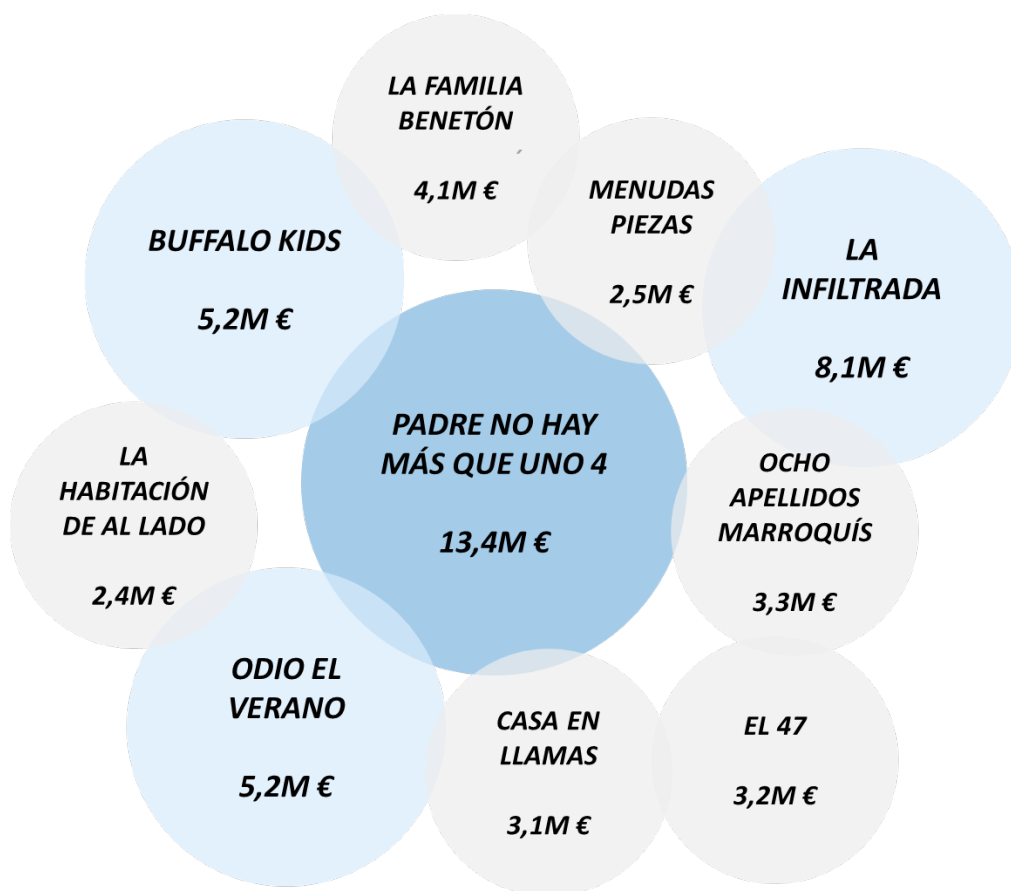 LA FAMILIA
BENETÓN
4,1M €
MENUDAS
PIEZAS
2,5M €
BUFFALO KIDS
5,2M €
LA
INFILTRADA
8,1M €
PADRE NO HAY
MÁS QUE UNO 4
13,4M €
LA
HABITACIÓN
DE AL LADO
2,4M €
OCHO
APELLIDOS
MARROQUÍS
3,3M €
ODIO EL
VERANO
5,2M €
CASA EN
LLAMAS
3,1M €
EL 47
3,2M €